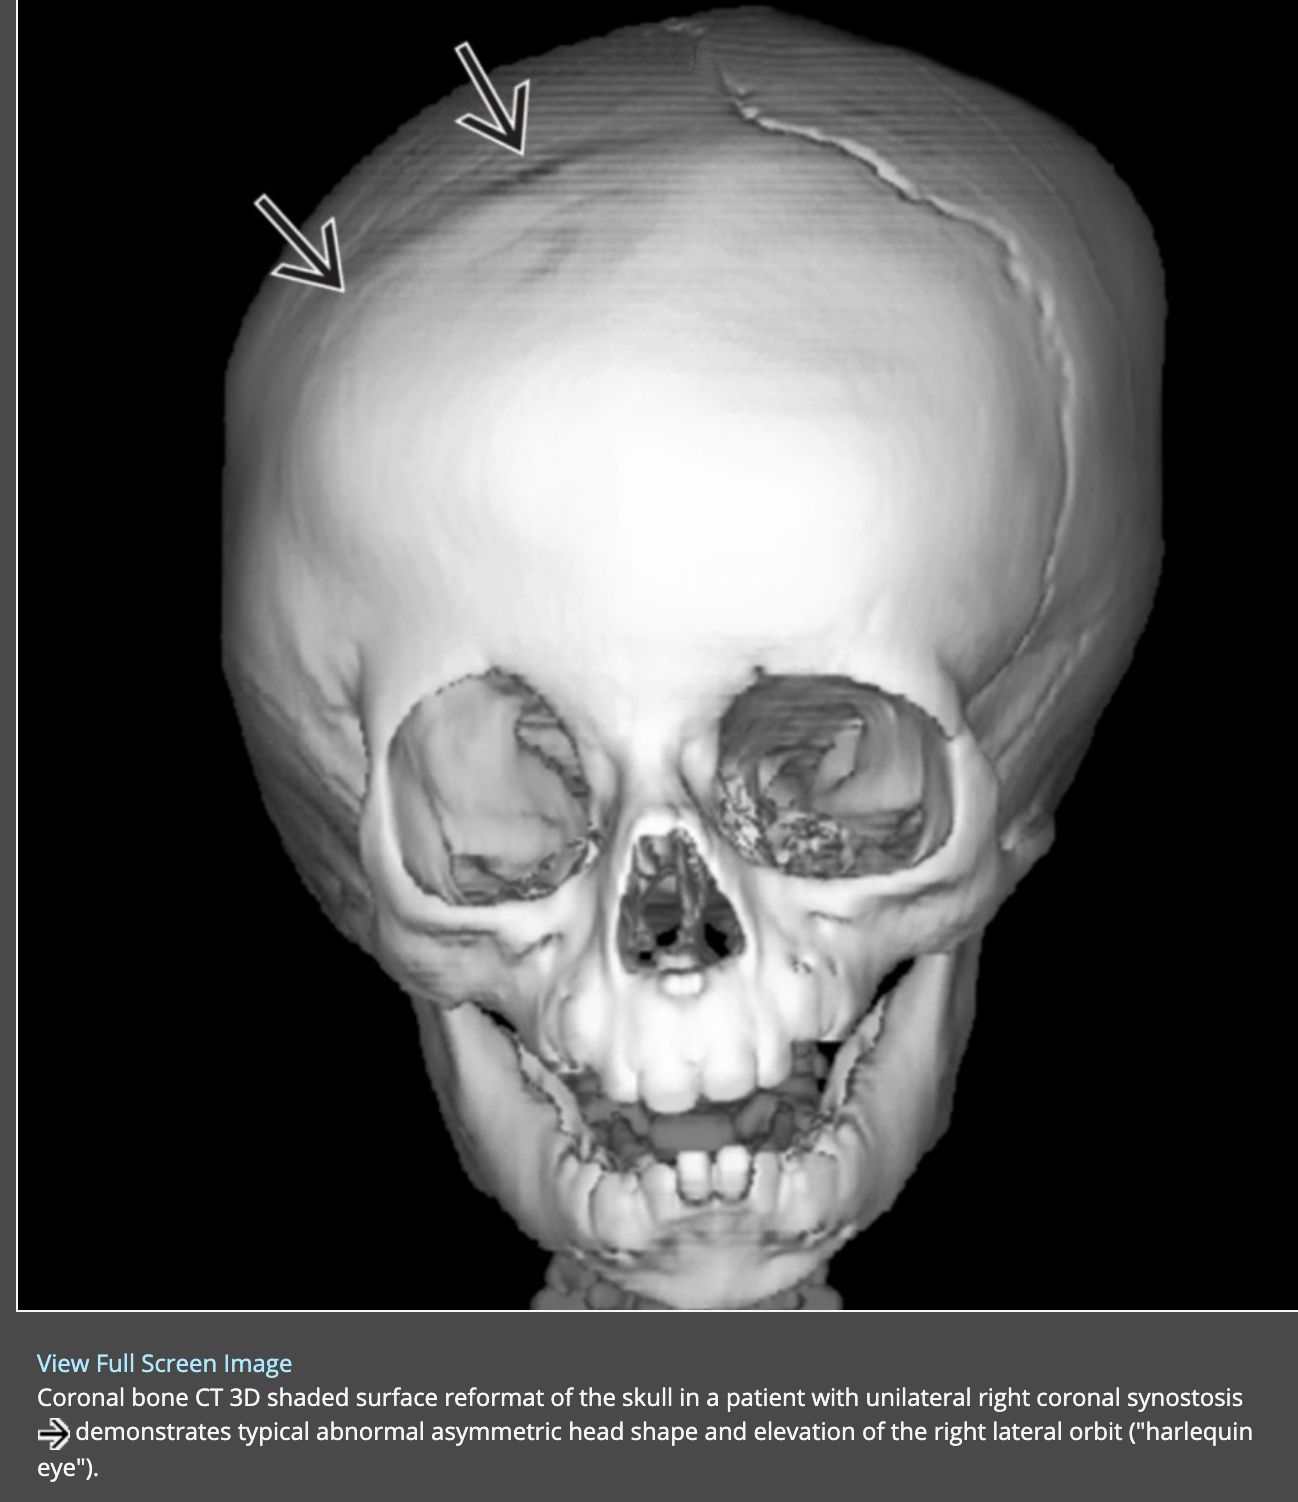 View Full Screen Image
Coronal bone CT 3D shaded surface reformat of the skull in a patient with unilateral right coronal synostosis
demonstrates typical abnormal asymmetric head shape and elevation of the right lateral orbit ("harlequin
eye").